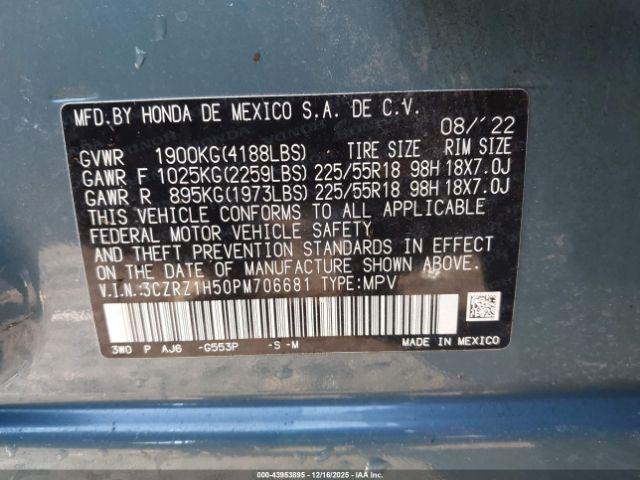 MFD.BY HONDA DE MEXICO S.A. DE C.V.
08/'22
GVWR 1900KG(4188LBS) TIRE SIZE RIM SIZE
GAWR F 1025KG(2259LBS) 225/55R18 98H 18X7.0J
GAWR R 895KG(1973LBS) 225/55R18 98H 18X7.0J
THIS VEHICLE CONFORMS TO ALL APPLICABLE
FEDERAL MOTOR VEHICLE SAFETY
AND THEFT PREVENTION STANDARDS IN EFFECT
ON THE DATE OF MANUFACTURE SHOWN ABOVE.
V.I.N.:3CZRZ1H50PM706681 TYPE:MPV
3W0 P AJ6 -G553P -S-M MADE IN MEXICO
000-43953895 - 12/16/2025 - IAAI.COM